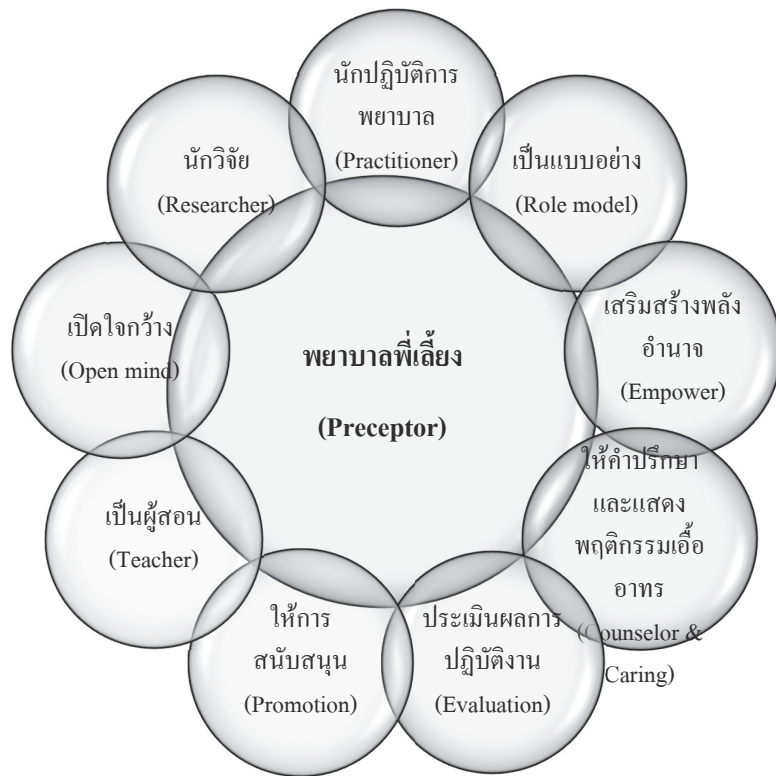 พยาบาลพี่เลี้ยง
(Preceptor)
นักปฏิบัติการ
พยาบาล
(Practitioner)
เป็นแบบอย่าง
(Role model)
เสริมสร้างพลัง
อำนาจ
(Empower)
ให้คำปรึกษา
และแสดง
พฤติกรรมเอื้อ
อาทร
(Counselor &
Caring)
ประเมินผลการ
ปฏิบัติงาน
(Evaluation)
ให้การ
สนับสนุน
(Promotion)
เป็นผู้สอน
(Teacher)
เปิดใจกว้าง
(Open mind)
นักวิจัย
(Researcher)